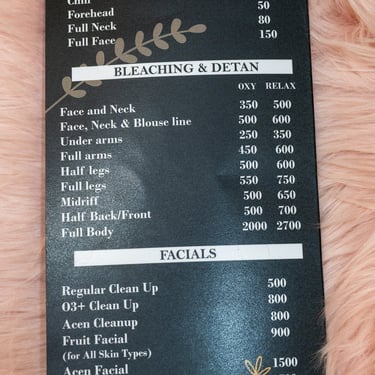 Forehead 50
Full Neck 80
Full Face 150
BLEACHING & DETAN
OXY RELAX
Face and Neck 350 500
Face, Neck & Blouse line 500 600
Under arms 250 350
Full arms 450 600
Half legs 500 600
Full legs 550 750
Midriff 500 650
Half Back/Front 500 700
Full Body 2000 2700
FACIALS
Regular Clean Up 500
O3+ Clean Up 800
Acen Cleanup 800
Fruit Facial 900
(for All Skin Types)
Acen Facial 1500